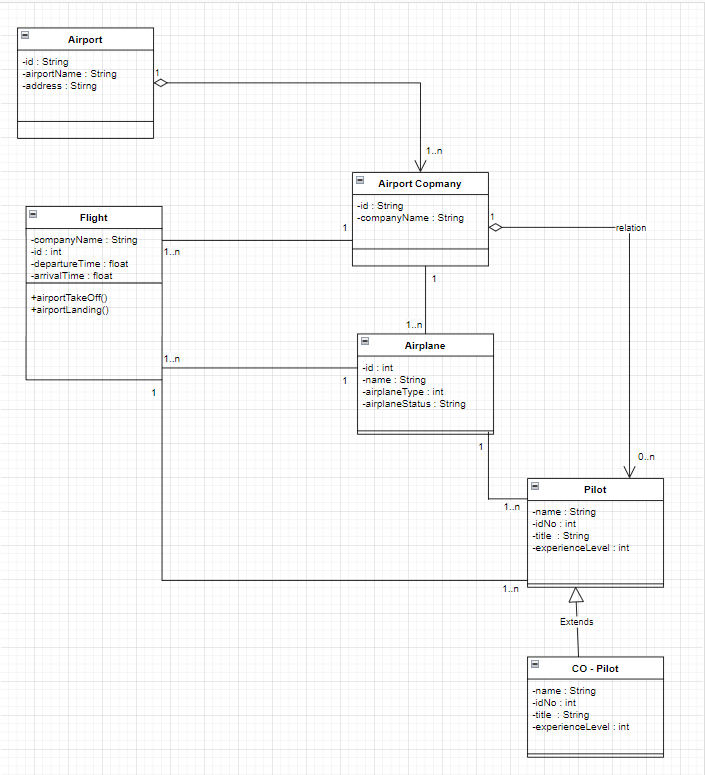 Airport
-id : String
-airportName : String
-address : Stirng
1
1..n
Airport Copmany
-id : String
-companyName : String
1
relation
Flight
-companyName : String
-id : int
-departureTime : float
-arrivalTime : float
+airportTakeOff()
+airportLanding()
1
1..n
1
1..n
Airplane
-id : int
-name : String
-airplaneType : int
-airplaneStatus : String
1..n
1
1
1
1..n
0..n
Pilot
-name : String
-idNo : int
-title : String
-experienceLevel : int
1..n
Extends
CO - Pilot
-name : String
-idNo : int
-title : String
-experienceLevel : int